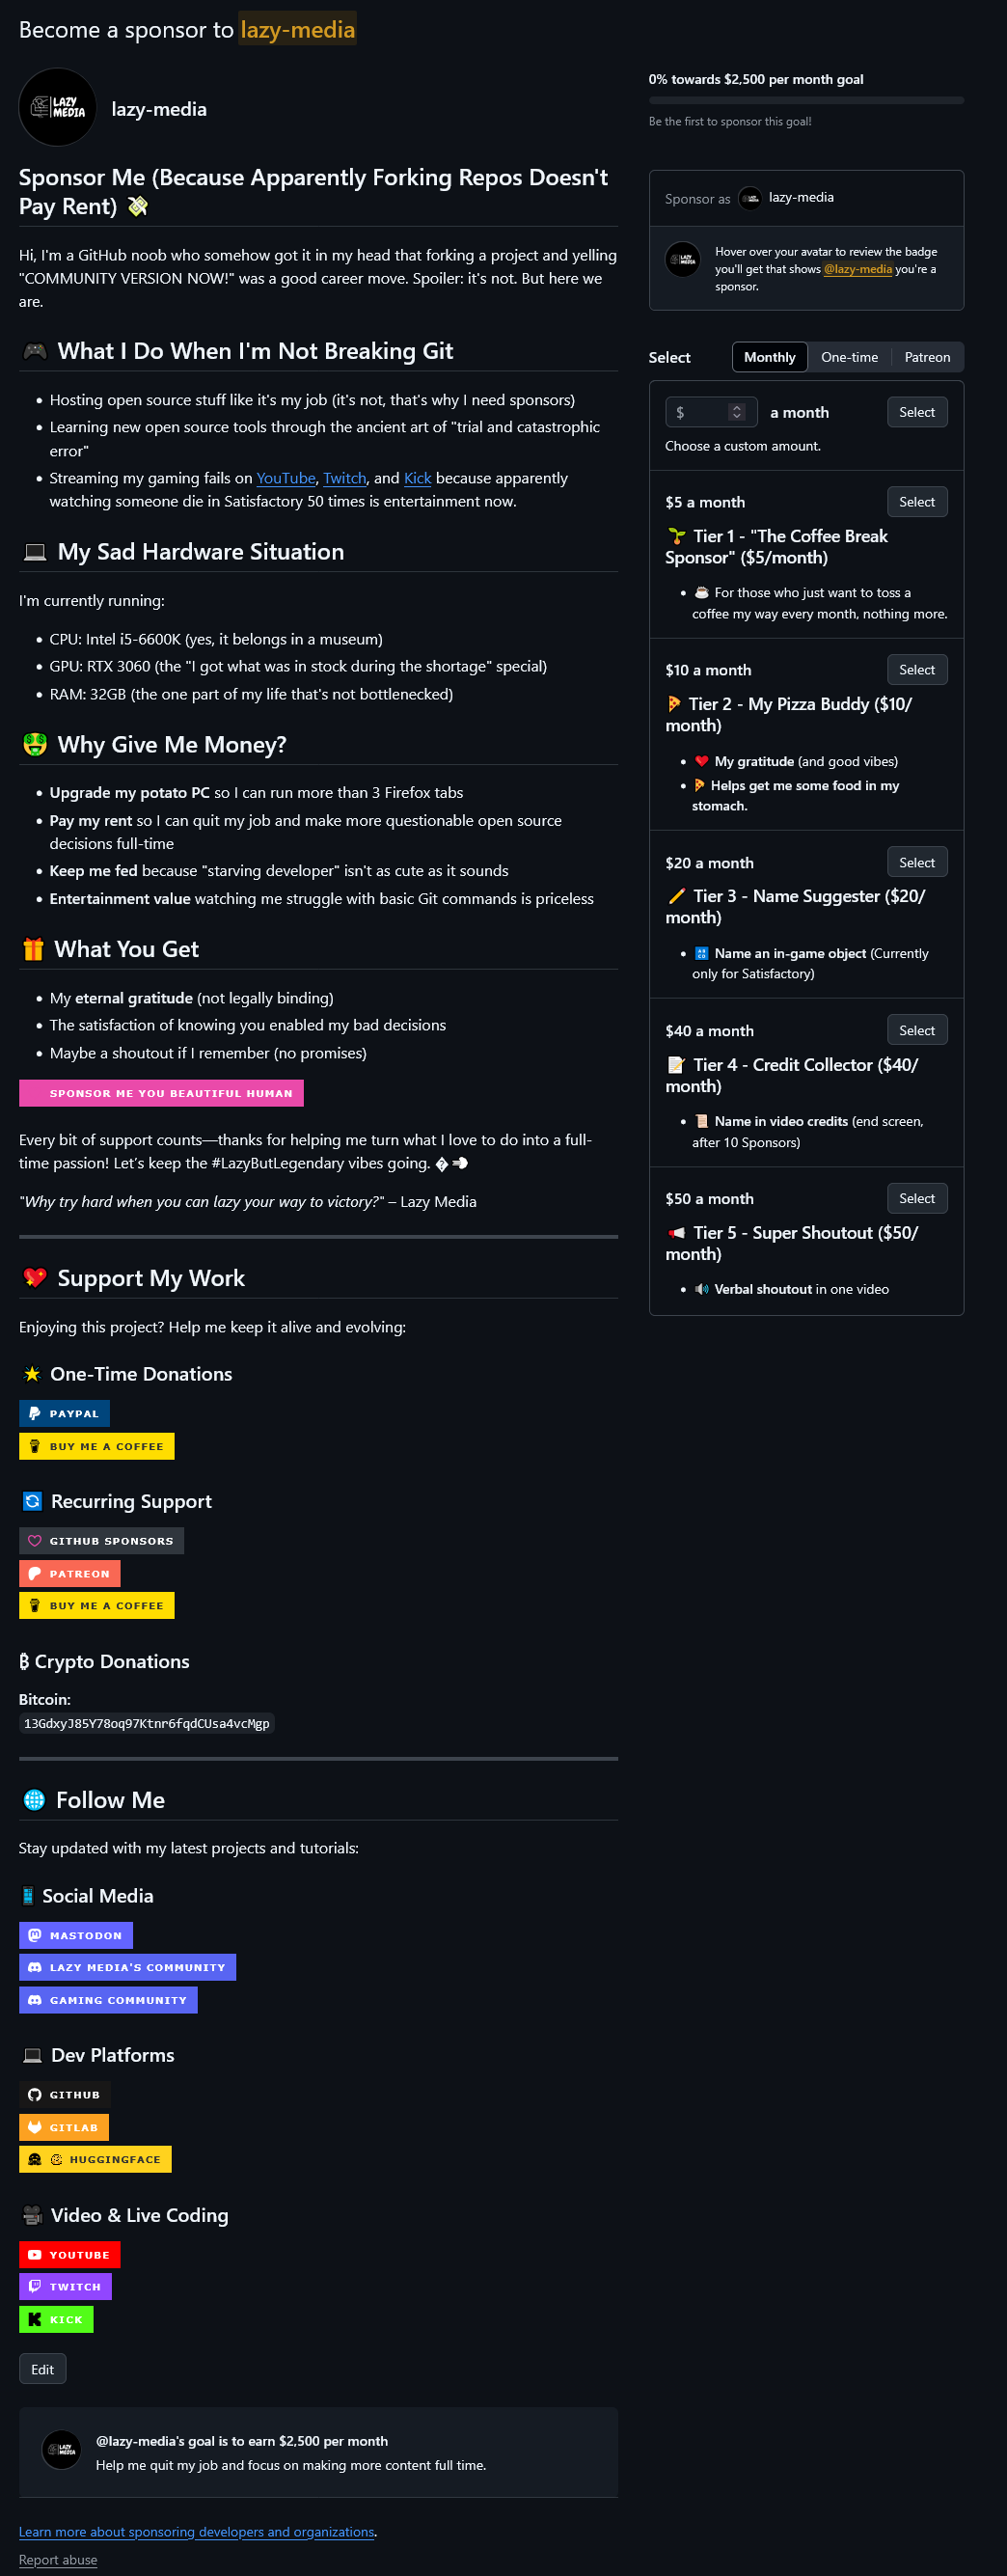 Become a sponsor to lazy-media
LAZY
MEDIA
lazy-media
Sponsor Me (Because Apparently Forking Repos Doesn't
Pay Rent) 💸
Hi, I'm a GitHub noob who somehow got it in my head that forking a project and yelling
"COMMUNITY VERSION NOW!" was a good career move. Spoiler: it's not. But here we
are.
🎮 What I Do When I'm Not Breaking Git
• Hosting open source stuff like it's my job (it's not, that's why I need sponsors)
• Learning new open source tools through the ancient art of "trial and catastrophic
error"
• Streaming my gaming fails on YouTube, Twitch, and Kick because apparently
watching someone die in Satisfactory 50 times is entertainment now.
💻 My Sad Hardware Situation
I'm currently running:
• CPU: Intel i5-6600K (yes, it belongs in a museum)
• GPU: RTX 3060 (the "I got what was in stock during the shortage" special)
• RAM: 32GB (the one part of my life that's not bottlenecked)
🤑 Why Give Me Money?
• Upgrade my potato PC so I can run more than 3 Firefox tabs
• Pay my rent so I can quit my job and make more questionable open source
decisions full-time
• Keep me fed because "starving developer" isn't as cute as it sounds
• Entertainment value watching me struggle with basic Git commands is priceless
🎁 What You Get
• My eternal gratitude (not legally binding)
• The satisfaction of knowing you enabled my bad decisions
• Maybe a shoutout if I remember (no promises)
SPONSOR ME YOU BEAUTIFUL HUMAN
Every bit of support counts—thanks for helping me turn what I love to do into a full-
time passion! Let’s keep the #LazyButLegendary vibes going. �💨
"Why try hard when you can lazy your way to victory?" – Lazy Media
💖 Support My Work
Enjoying this project? Help me keep it alive and evolving:
🌟 One-Time Donations
PAYPAL
BUY ME A COFFEE
🔄 Recurring Support
GITHUB SPONSORS
PATREON
BUY ME A COFFEE
₿ Crypto Donations
Bitcoin:
13GdxyJ85Y78oq97Ktnr6fqdCUsa4vcMgp
🌐 Follow Me
Stay updated with my latest projects and tutorials:
📱 Social Media
MASTODON
LAZY MEDIA'S COMMUNITY
GAMING COMMUNITY
💻 Dev Platforms
GITHUB
GITLAB
🤗 HUGGINGFACE
🎥 Video & Live Coding
YOUTUBE
TWITCH
KICK
Edit
@lazy-media's goal is to earn $2,500 per month
Help me quit my job and focus on making more content full time.
Learn more about sponsoring developers and organizations.
Report abuse
0% towards $2,500 per month goal
Be the first to sponsor this goal!
Sponsor as lazy-media
Hover over your avatar to review the badge
you'll get that shows @lazy-media you're a
sponsor.
Select Monthly One-time Patreon
$ a month Select
Choose a custom amount.
$5 a month Select
🌱 Tier 1 - "The Coffee Break
Sponsor" ($5/month)
• ☕ For those who just want to toss a
coffee my way every month, nothing more.
$10 a month Select
🍕 Tier 2 - My Pizza Buddy ($10/
month)
• ❤️ My gratitude (and good vibes)
• 🍕 Helps get me some food in my
stomach.
$20 a month Select
🖍️ Tier 3 - Name Suggester ($20/
month)
• 🔠 Name an in-game object (Currently
only for Satisfactory)
$40 a month Select
📝 Tier 4 - Credit Collector ($40/
month)
• 📜 Name in video credits (end screen,
after 10 Sponsors)
$50 a month Select
📢 Tier 5 - Super Shoutout ($50/
month)
• 🔊 Verbal shoutout in one video